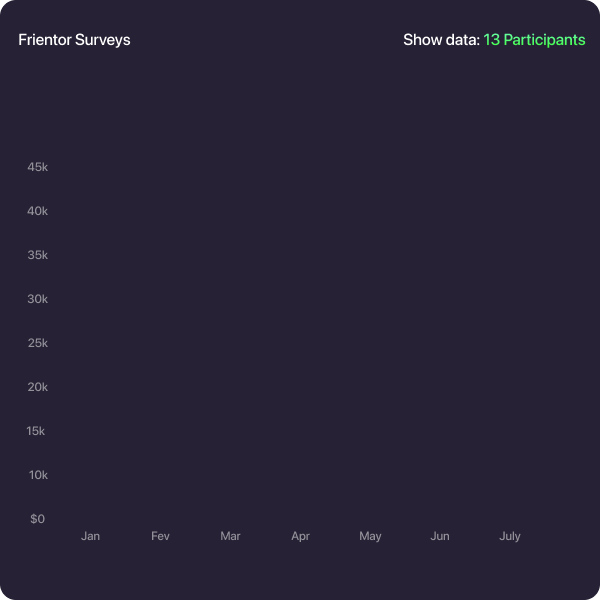 Frientor Surveys
Show data: 13 Participants
45k
40k
35k
30k
25k
20k
15k
10k
$0
Jan Fev Mar Apr May Jun July